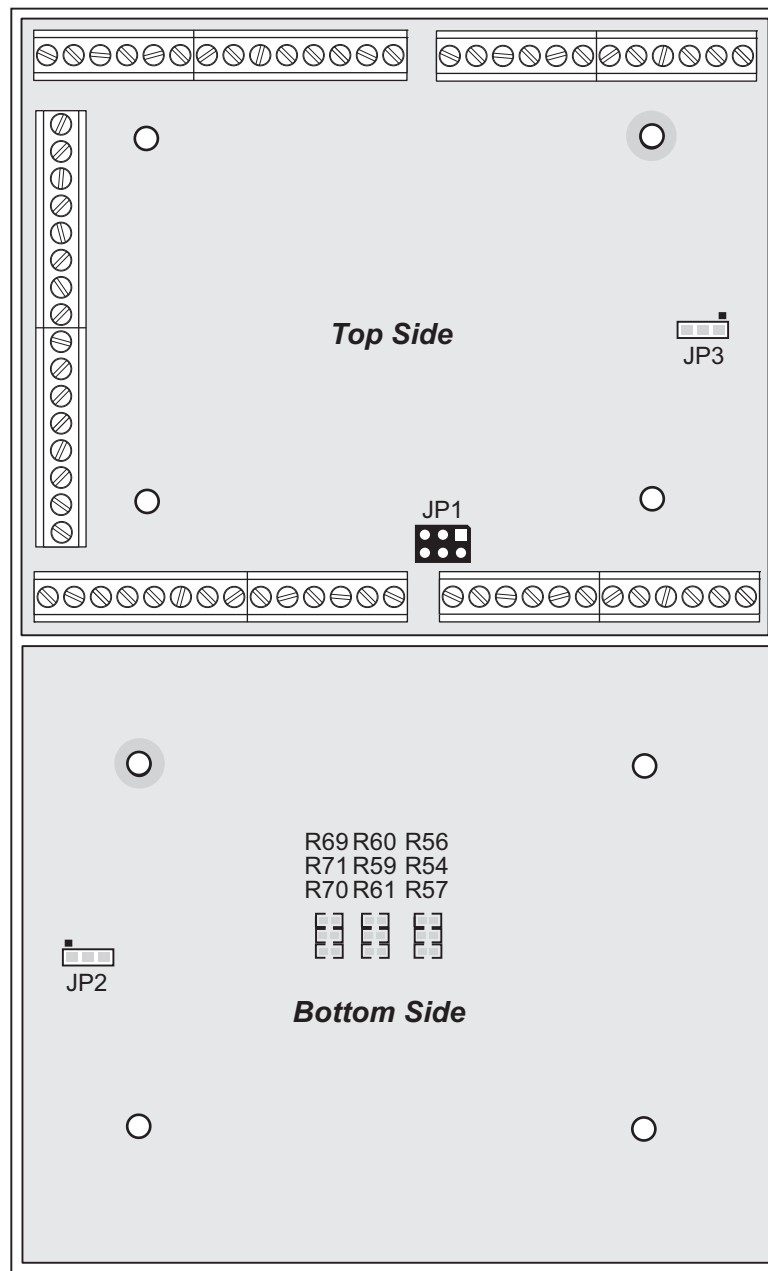 Top Side
JP3
JP1
R69 R60 R56
R71 R59 R54
R70 R61 R57
JP2
Bottom Side